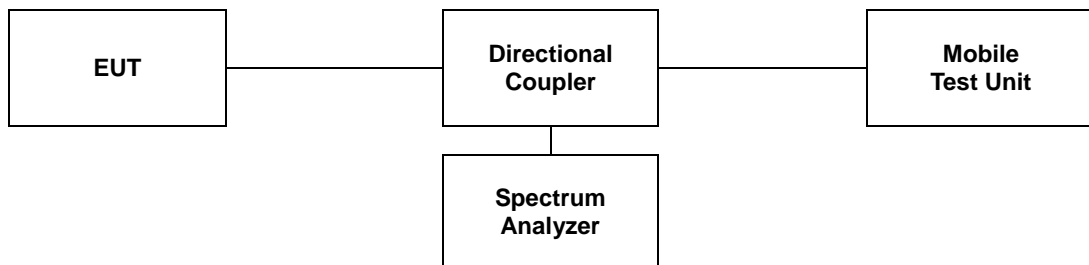 EUT
Directional
Coupler
Mobile
Test Unit
Spectrum
Analyzer